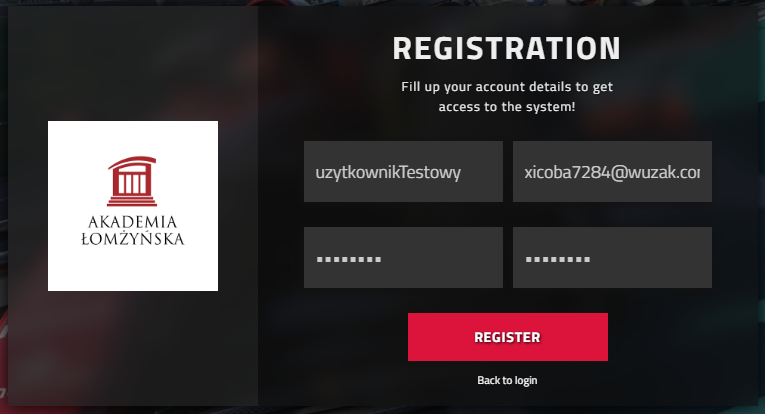 REGISTRATION
Fill up your account details to get
access to the system!
AKADEMIA
ŁOMŻYŃSKA
uzytkownikTestowy
xicoba7284@wuzak.con
REGISTER
Back to login